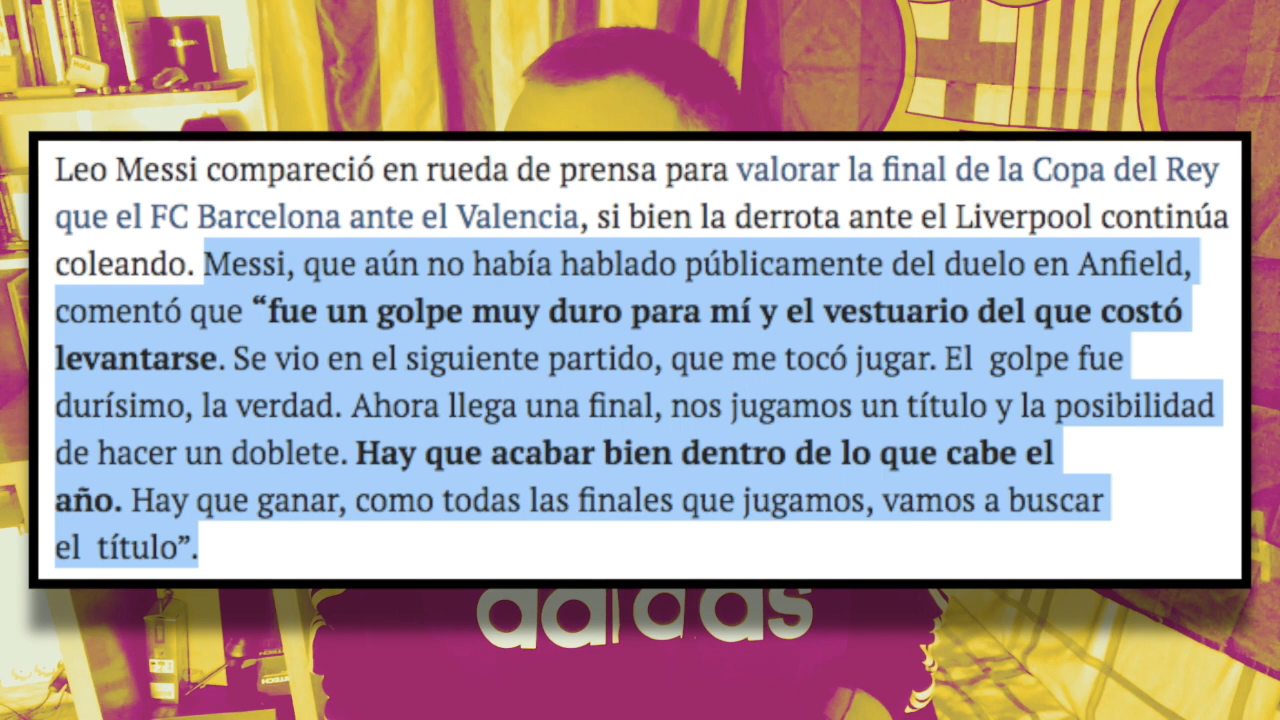 Leo Messi compareció en rueda de prensa para valorar la final de la Copa del Rey
que el FC Barcelona ante el Valencia, si bien la derrota ante el Liverpool continúa
coleando. Messi, que aún no había hablado públicamente del duelo en Anfield,
comentó que “fue un golpe muy duro para mí y el vestuario del que costó
levantarse. Se vio en el siguiente partido, que me tocó jugar. El  golpe fue
durísimo, la verdad. Ahora llega una final, nos jugamos un título y la posibilidad
de hacer un doblete. Hay que acabar bien dentro de lo que cabe el
año. Hay que ganar, como todas las finales que jugamos, vamos a buscar
el  título”.
adidas